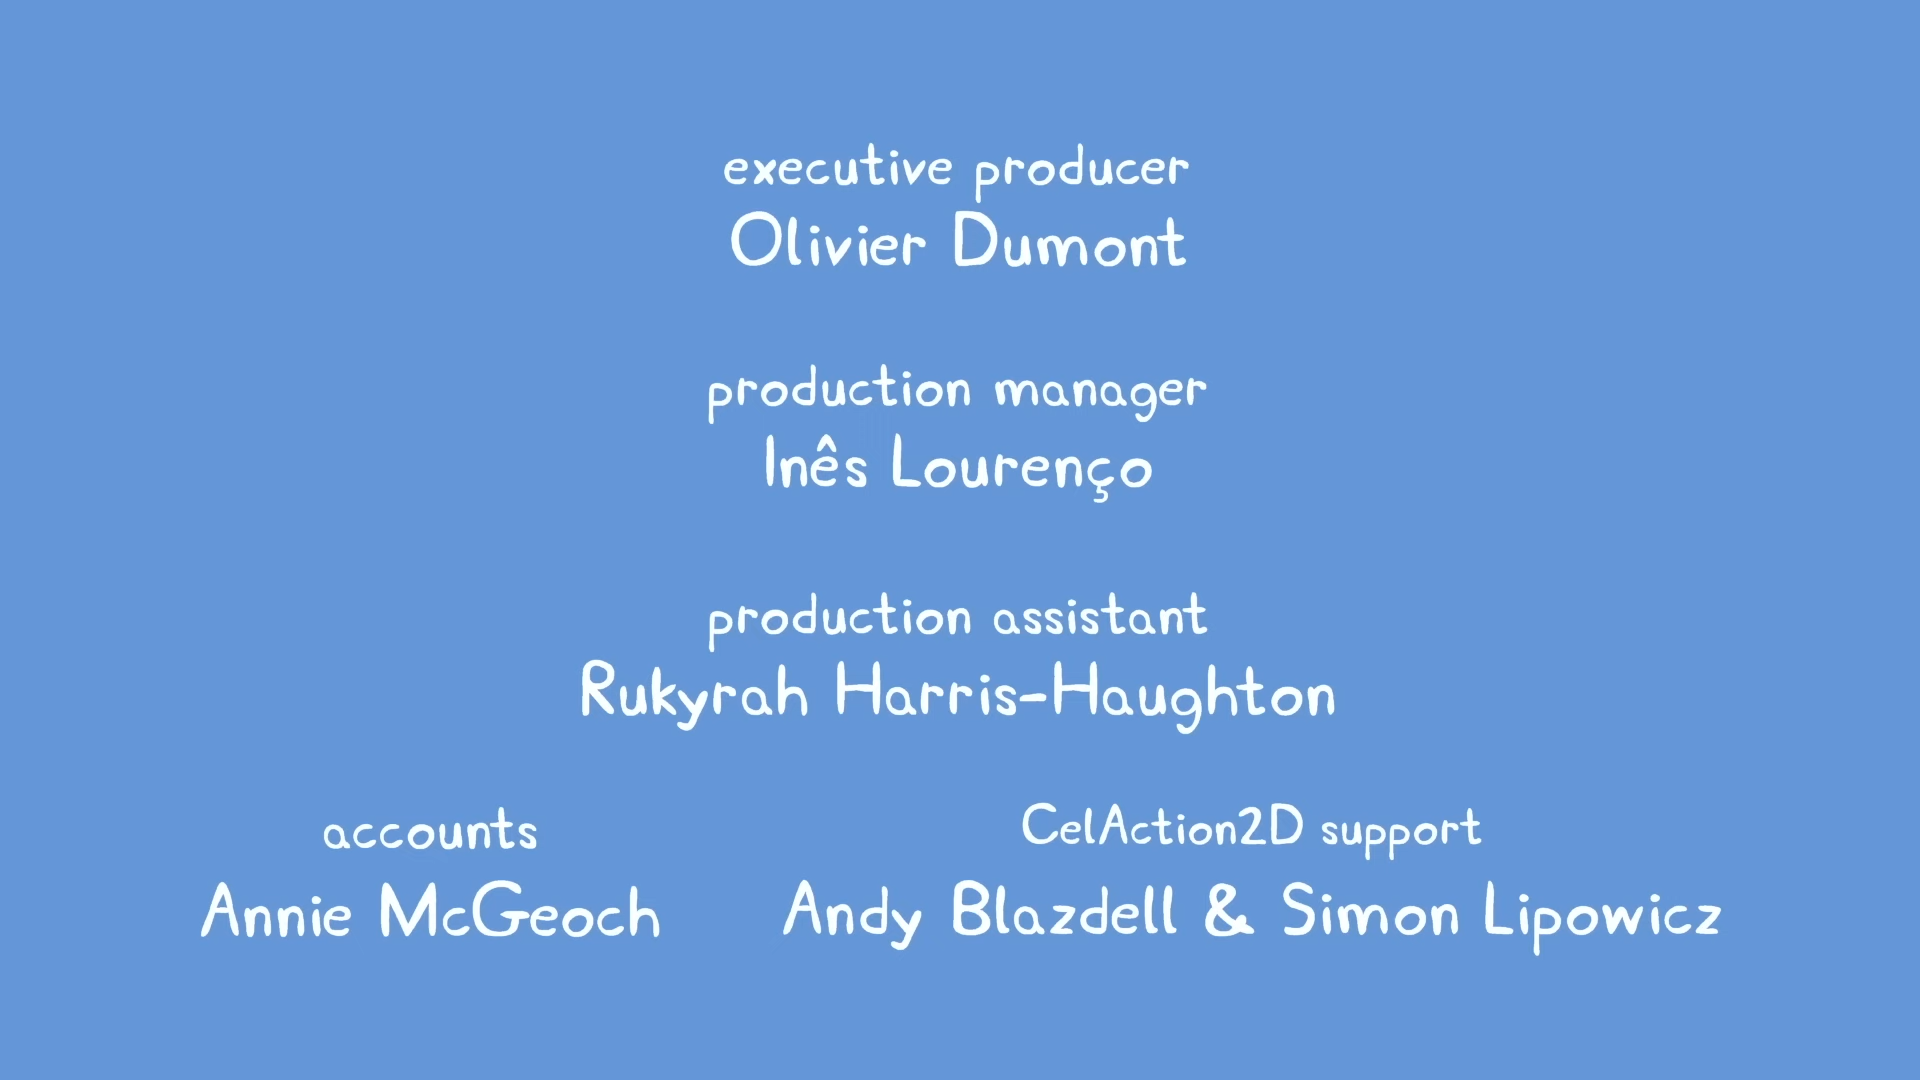 executive producer
Olivier Dumont
production manager
Inês Lourenço
production assistant
Rukyrah Harris-Haughton
accounts
Annie McGeoch
CelAction2D support
Andy Blazdell & Simon Lipowicz